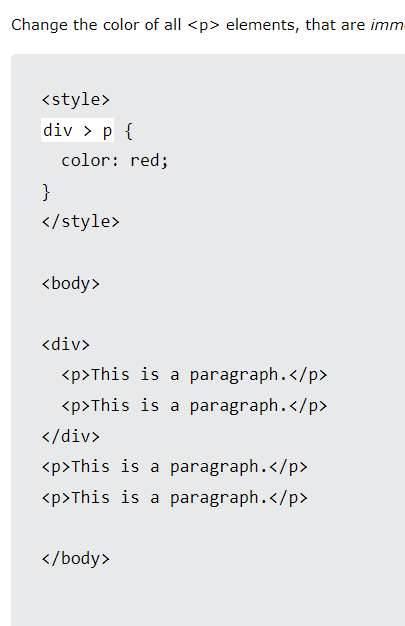 Change the color of all <p> elements, that are
<style>
div > p {
  color: red;
}
</style>
<body>
<div>
  <p>This is a paragraph.</p>
  <p>This is a paragraph.</p>
</div>
<p>This is a paragraph.</p>
<p>This is a paragraph.</p>
</body>